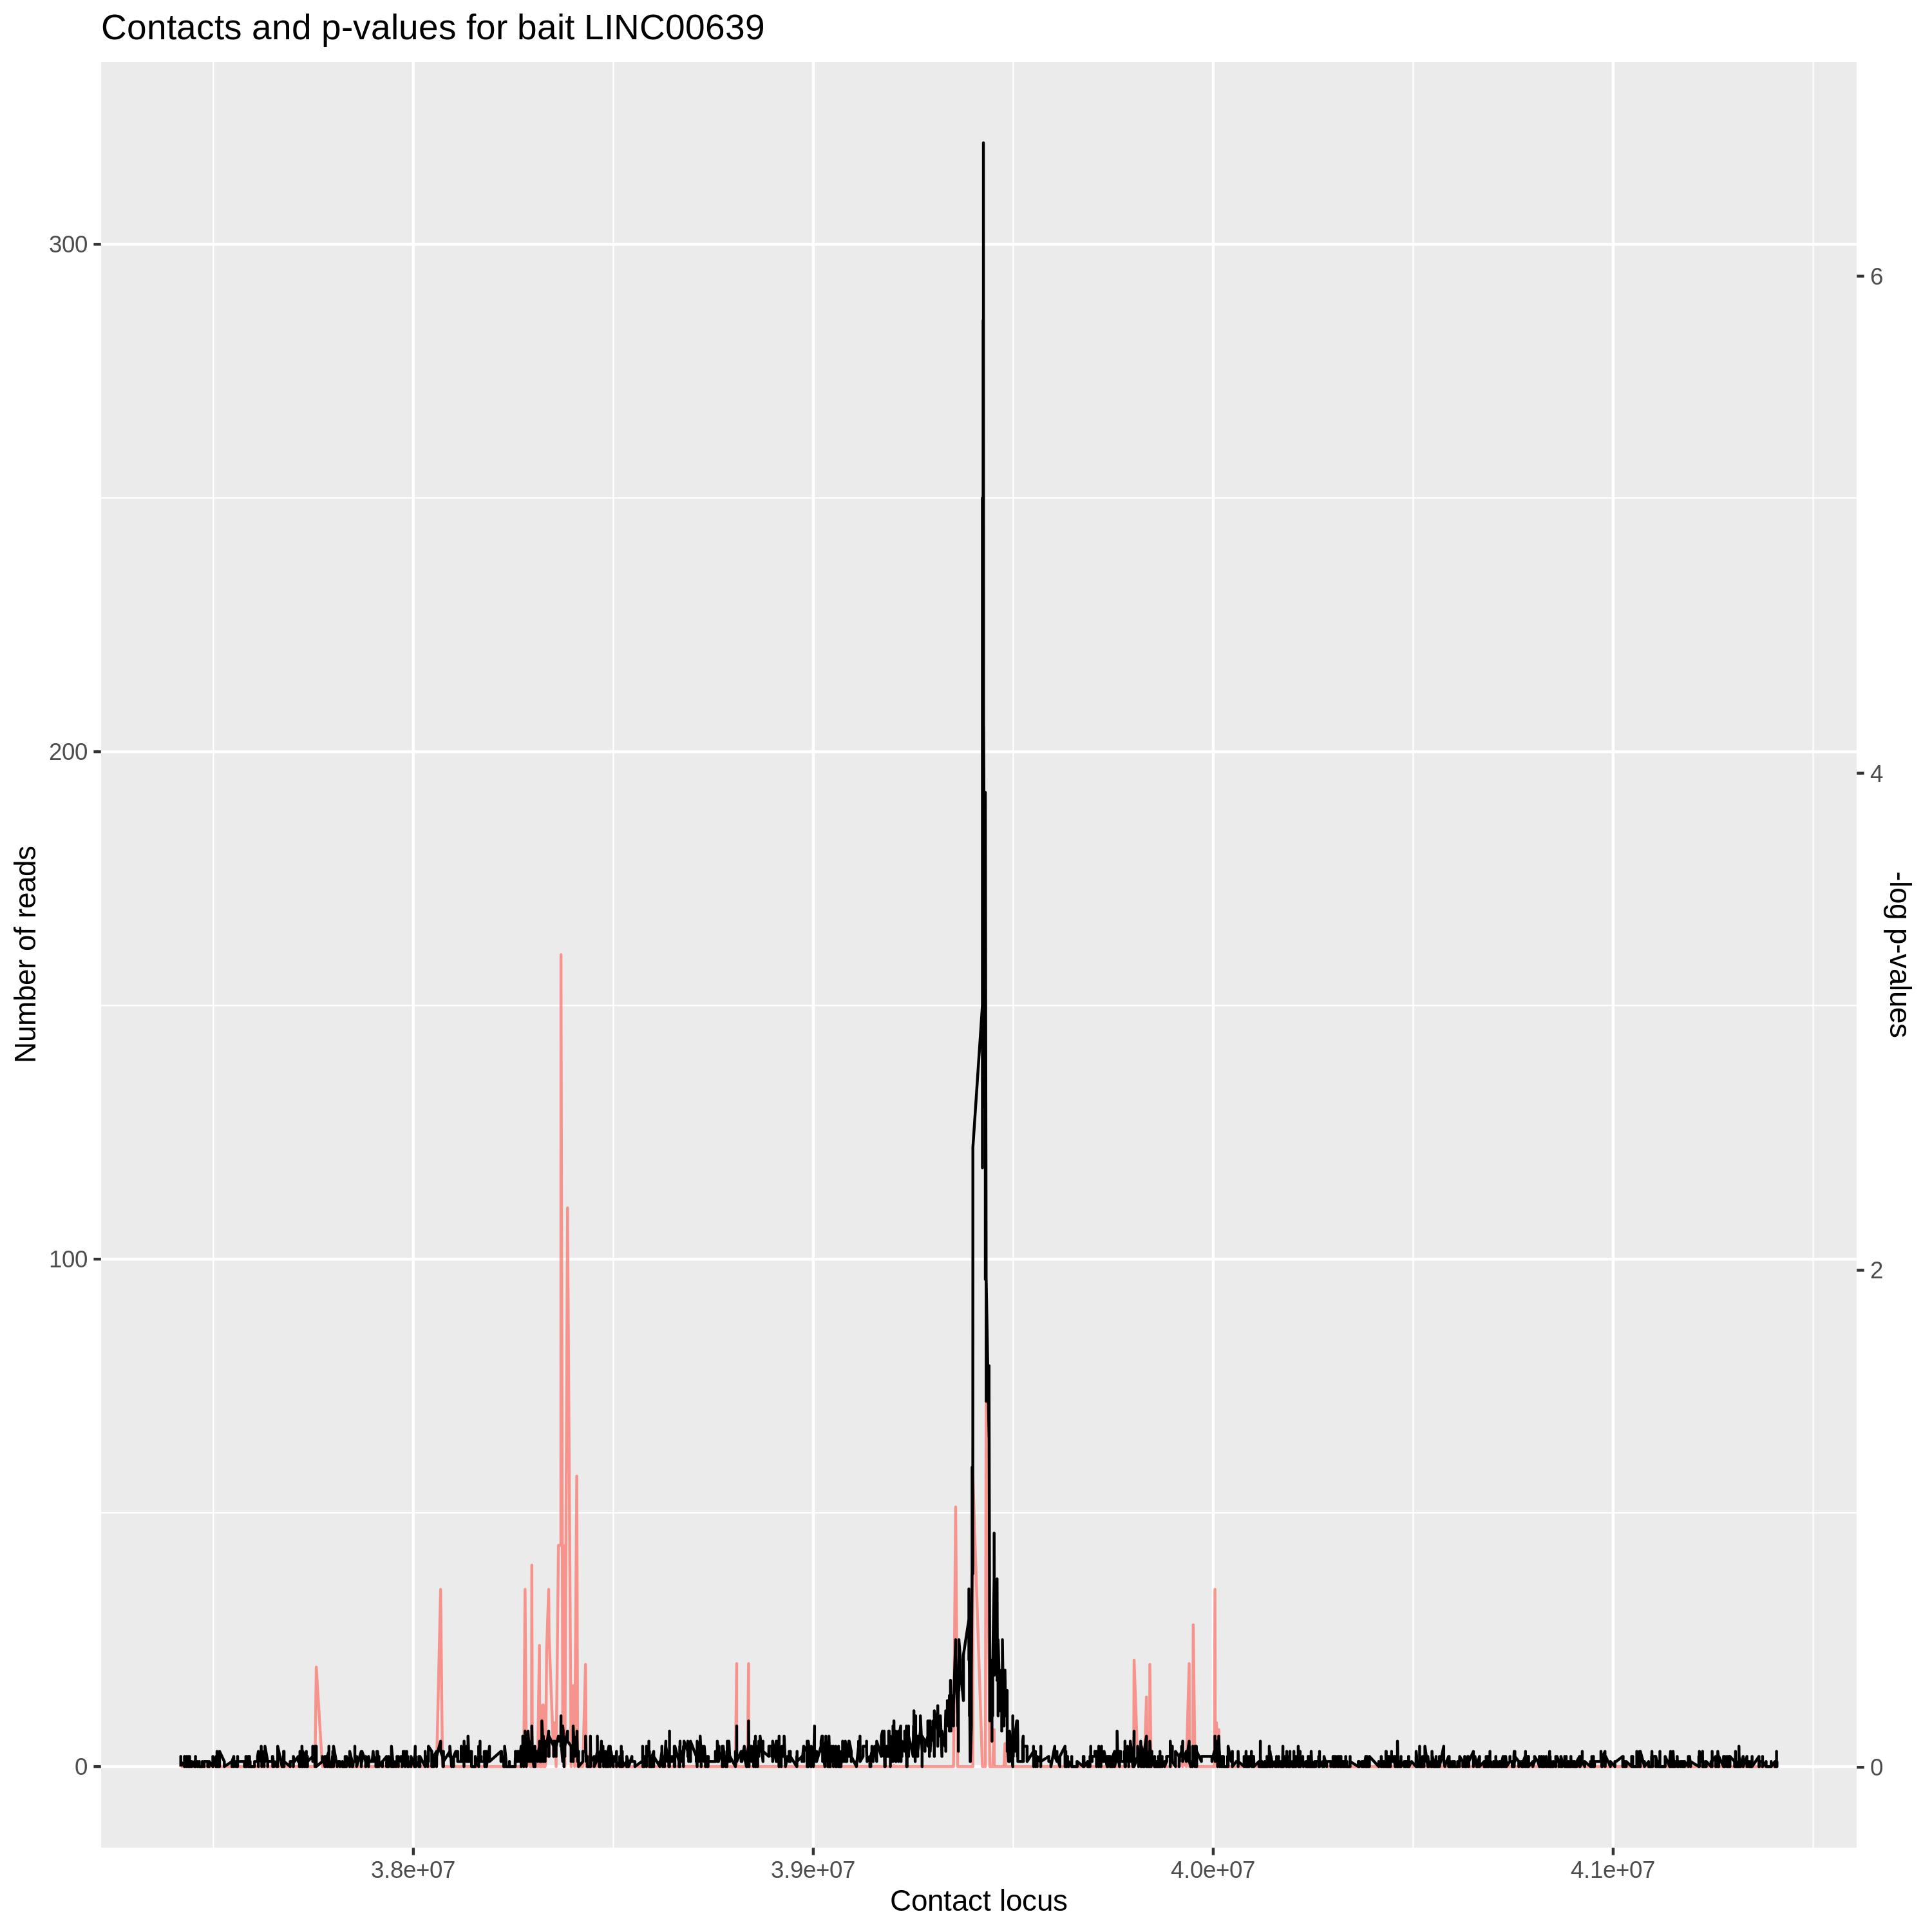 Contacts and p-values for bait LINC00639
300
200
100
0
Number of reads
6
4
2
0
-log p-values
3.8e+07
3.9e+07
4.0e+07
4.1e+07
Contact locus